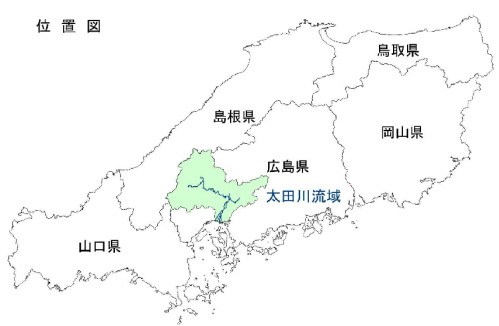 位置図
鳥取県
島根県
岡山県
広島県
太田川流域
山口県